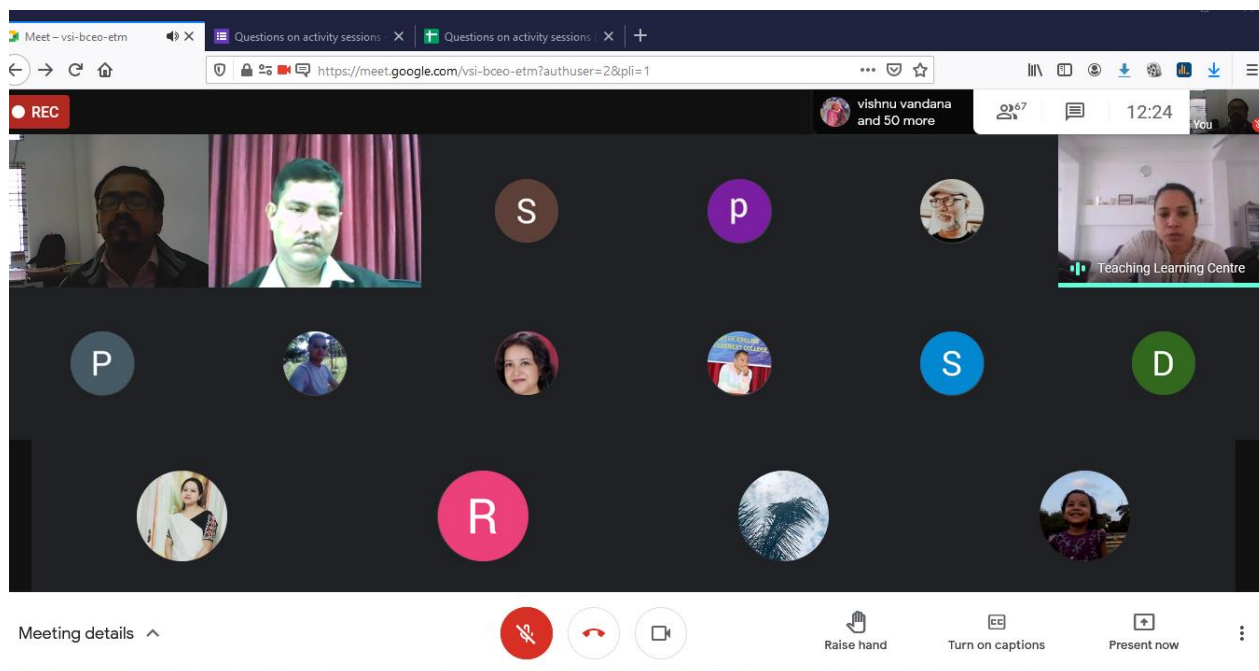 Meet – vsi-bceo-etm
Questions on activity sessions -
Questions on activity sessions
https://meet.google.com/vsi-bceo-etm?authuser=2&pli=1
REC
vishnu vandana
and 50 more
67
12:24
You
S
p
Teaching Learning Centre
P
S
D
R
Meeting details
Raise hand
CC
Turn on captions
Present now